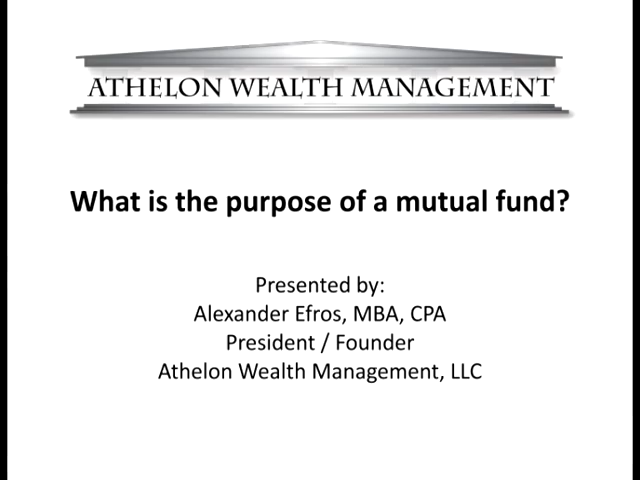 ATHELON WEALTH MANAGEMENT
What is the purpose of a mutual fund?
Presented by:
Alexander Efros, MBA, CPA
President / Founder
Athelon Wealth Management, LLC